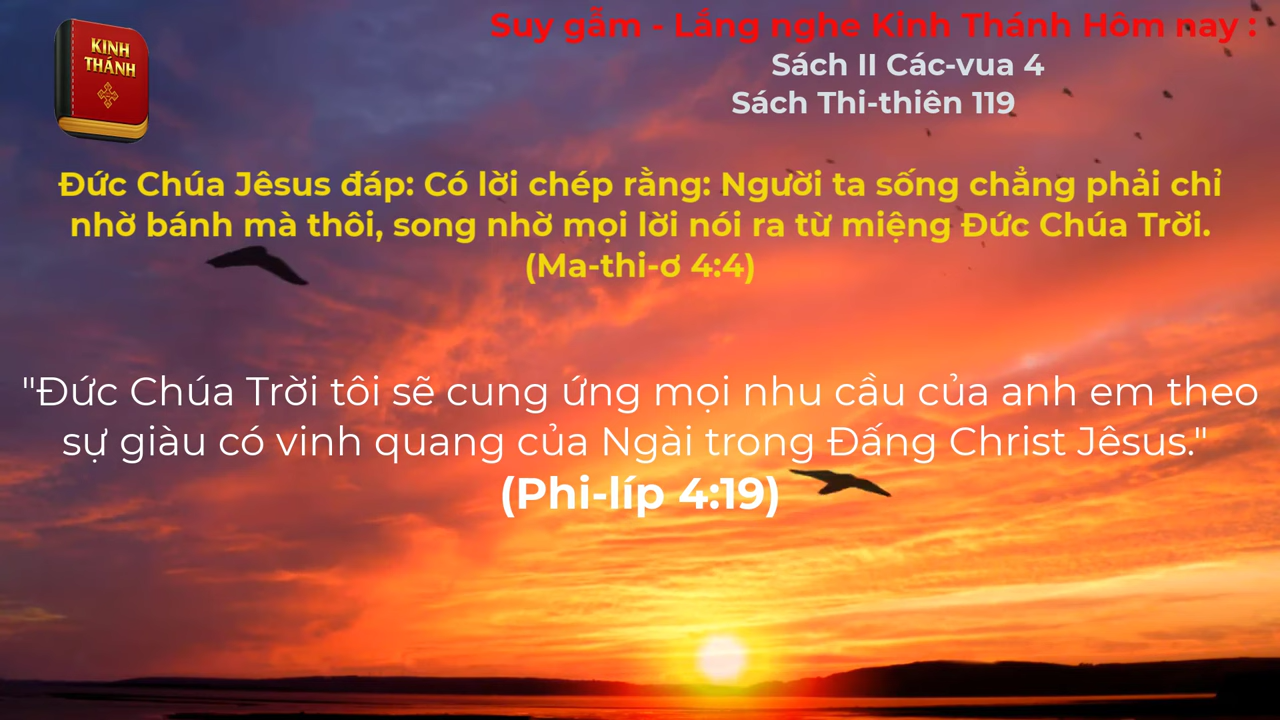 KINH
THÁNH
Suy gẫm - Lắng nghe Kinh Thánh Hôm nay :
Sách II Các-vua 4
Sách Thi-thiên 119
Đức Chúa Jêsus đáp: Có lời chép rằng: Người ta sống chẳng phải chỉ
nhờ bánh mà thôi, song nhờ mọi lời nói ra từ miệng Đức Chúa Trời.
(Ma-thi-ơ 4:4)
"Đức Chúa Trời tôi sẽ cung ứng mọi nhu cầu của anh em theo
sự giàu có vinh quang của Ngài trong Đấng Christ Jêsus."
(Phi-líp 4:19)